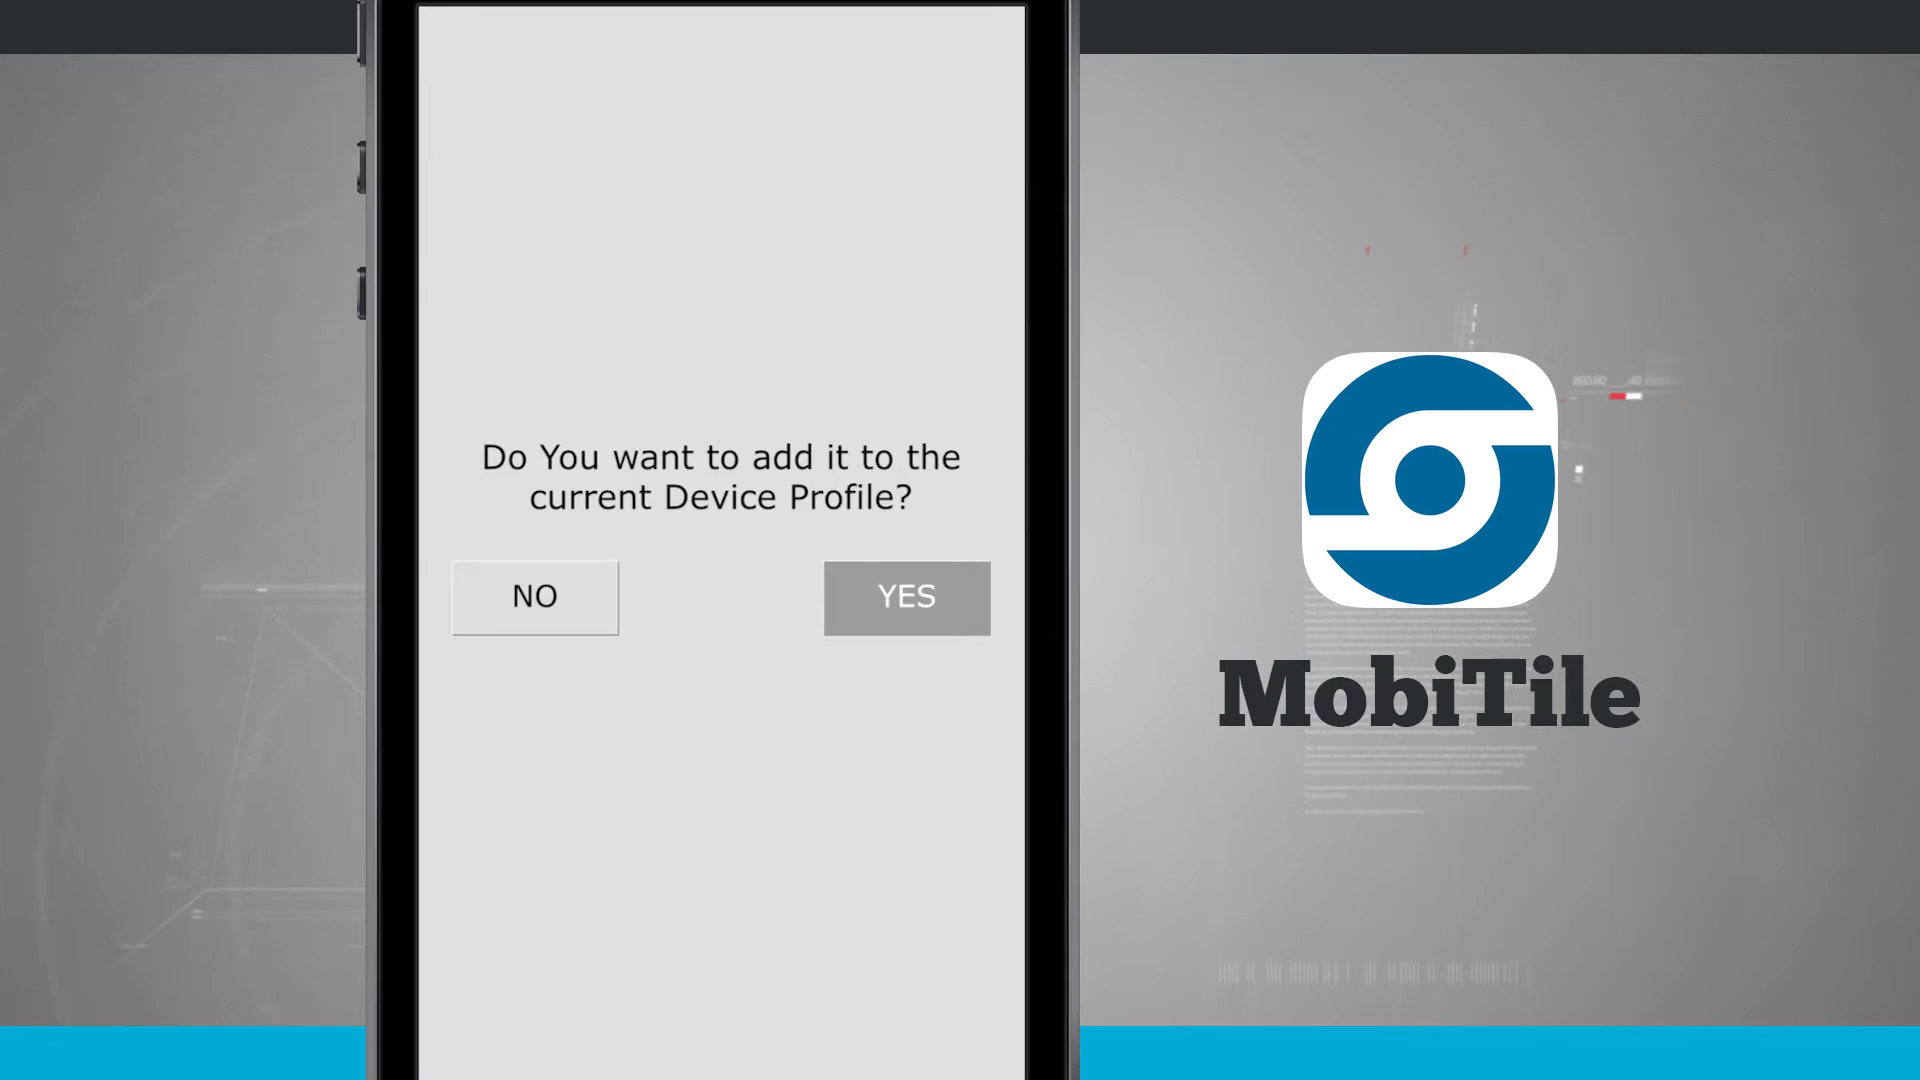 Do You want to add it to the
current Device Profile?
NO
YES
MobiTile